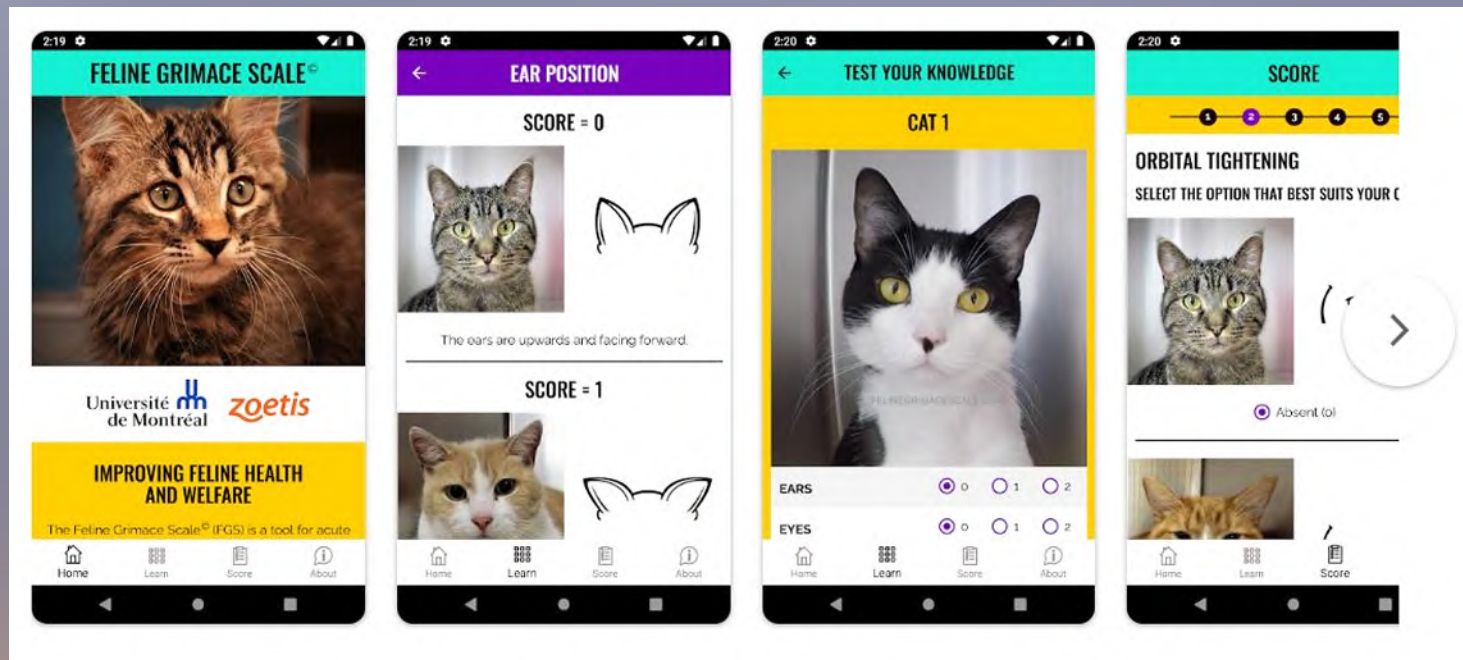 2:19
FELINE GRIMACE SCALE©
Université
de Montréal
zoetis
IMPROVING FELINE HEALTH
AND WELFARE
The Feline Grimace Scale© (FGS) is a tool for acute
Home
Learn
Score
About
2:19
EAR POSITION
SCORE = 0
The ears are upwards and facing forward.
SCORE = 1
Home
Learn
Score
About
2:20
TEST YOUR KNOWLEDGE
CAT 1
FELINEGRIMACESCALE
EARS 0 1 2
EYES 0 1 2
Home
Learn
Score
About
2:20
SCORE
1 2 3 4 5
ORBITAL TIGHTENING
SELECT THE OPTION THAT BEST SUITS YOUR C
Absent (0)
Home
Learn
Score